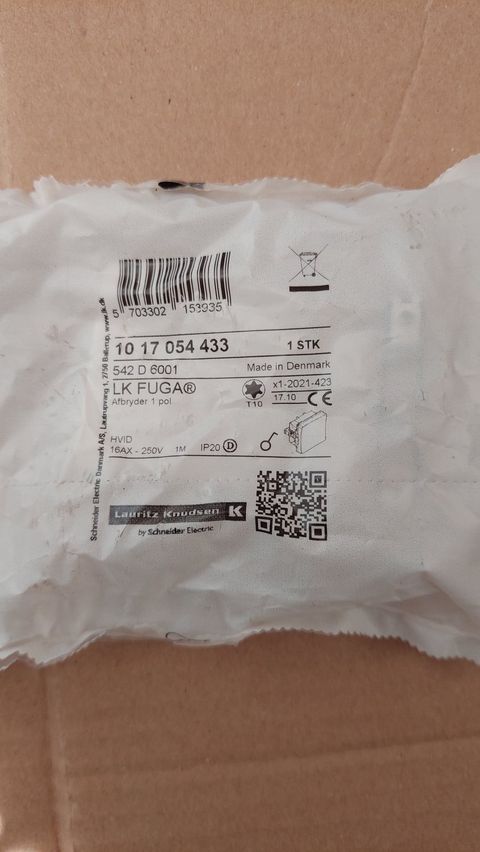 5 703302 153935
10 17 054 433 1 STK
542 D 6001 Made in Denmark
LK FUGA® x1-2021-423
Afbryder 1 pol T10 17.10 CE
HVID
16AX - 250V 1M IP20 D
Lauritz Knudsen K
by Schneider Electric
Schneider Electric Danmark A/S, Lautrupvang 1, 2750 Ballerup, www.lk.dk